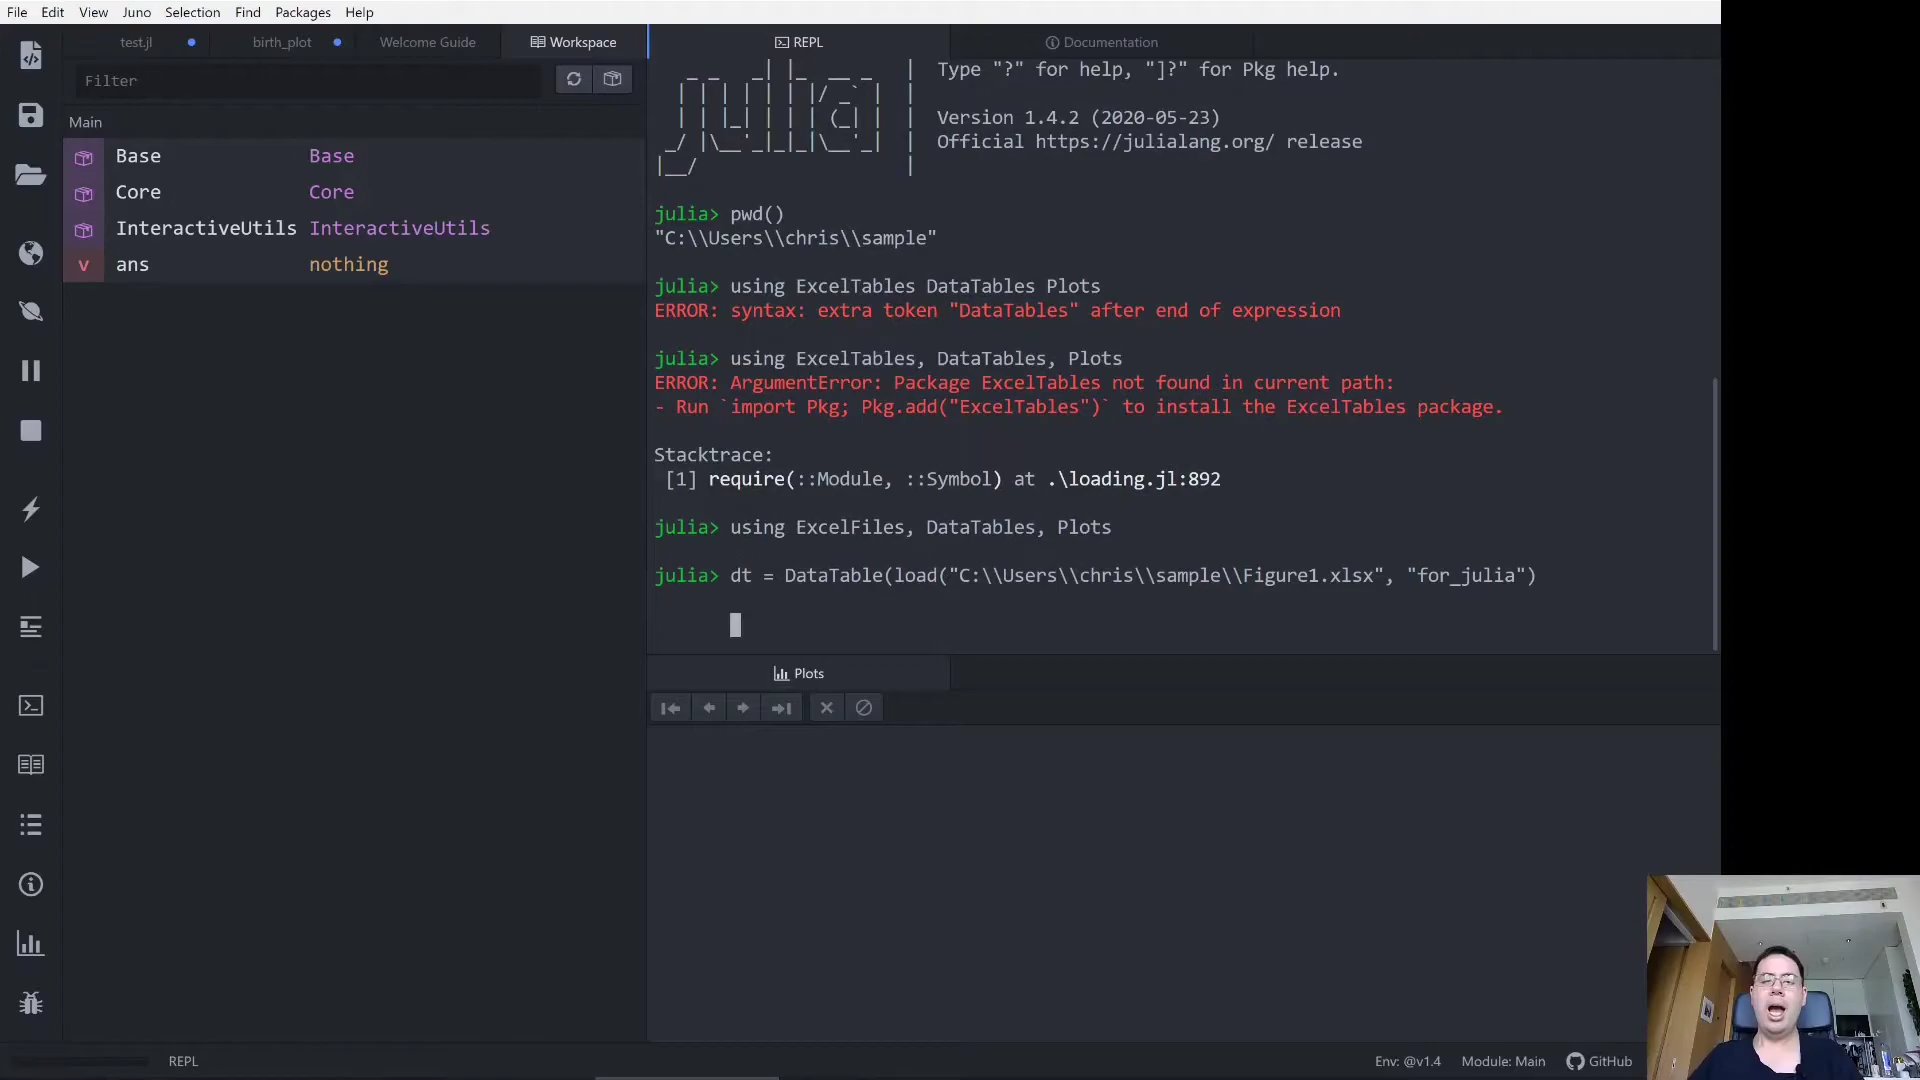 File Edit View Juno Selection Find Packages Help
test.jl birth_plot Welcome Guide Workspace
Filter
Main
Base Base
Core Core
InteractiveUtils InteractiveUtils
v ans nothing
REPL Documentation
Type "?" for help, "]?" for Pkg help.
Version 1.4.2 (2020-05-23)
Official https://julialang.org/ release
julia> pwd()
"C:\\Users\\chris\\sample"
julia> using ExcelTables DataTables Plots
ERROR: syntax: extra token "DataTables" after end of expression
julia> using ExcelTables, DataTables, Plots
ERROR: ArgumentError: Package ExcelTables not found in current path:
- Run `import Pkg; Pkg.add("ExcelTables")` to install the ExcelTables package.
Stacktrace:
[1] require(::Module, ::Symbol) at .\loading.jl:892
julia> using ExcelFiles, DataTables, Plots
julia> dt = DataTable(load("C:\\Users\\chris\\sample\\Figure1.xlsx", "for_julia")
Plots
REPL
Env: @v1.4 Module: Main GitHub